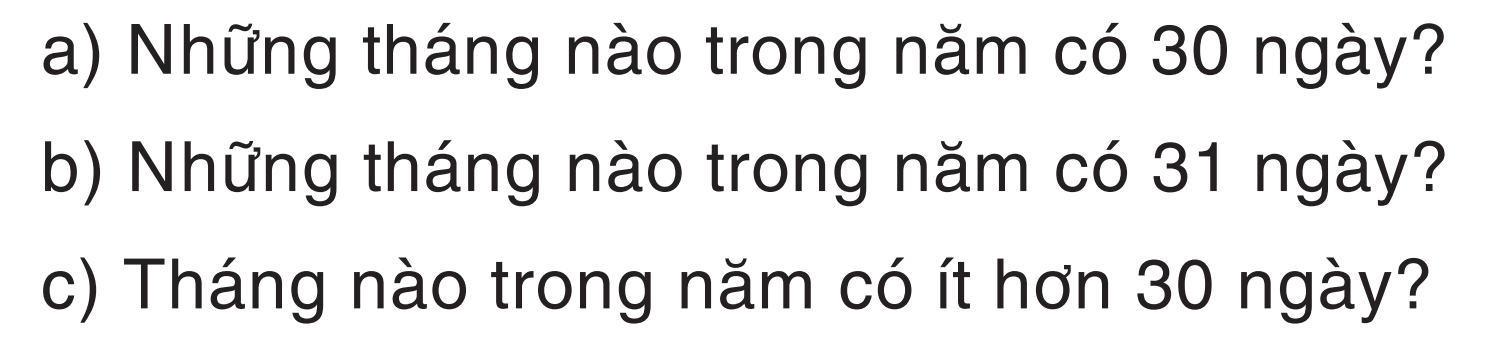 a) Những tháng nào trong năm có 30 ngày?
b) Những tháng nào trong năm có 31 ngày?
c) Tháng nào trong năm có ít hơn 30 ngày?